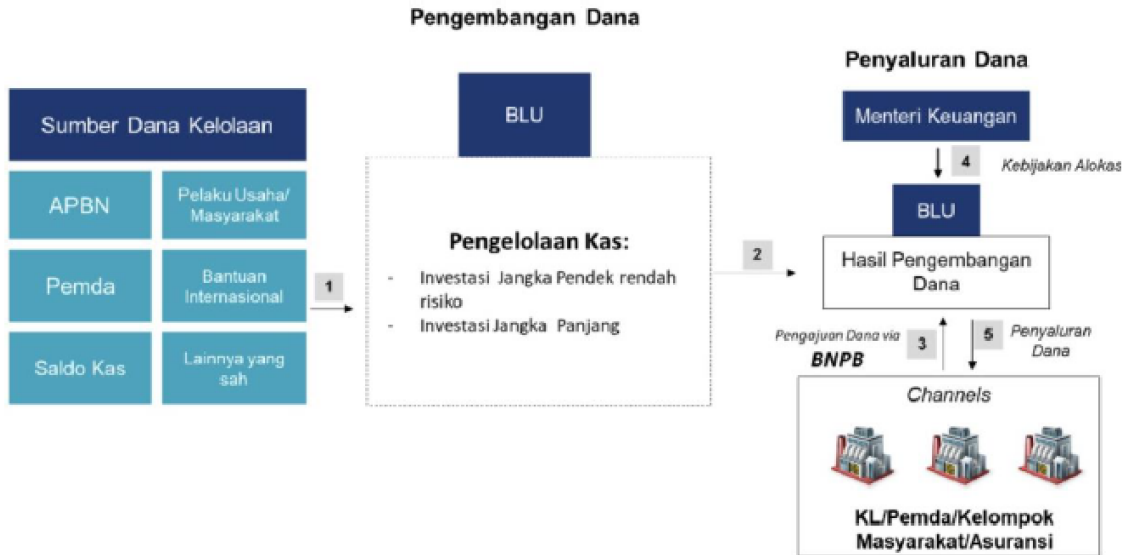 Pengembangan Dana
Sumber Dana Kelolaan
APBN
Pelaku Usaha/
Masyarakat
Pemda
Bantuan
Internasional
Saldo Kas
Lainnya yang
sah
1
BLU
Pengelolaan Kas:
- Investasi Jangka Pendek rendah
risiko
- Investasi Jangka Panjang
2
Penyaluran Dana
Menteri Keuangan
4
Kebijakan Alokas
BLU
Hasil Pengembangan
Dana
Pengajuan Dana via
BNPB
3
5
Penyaluran
Dana
Channels
KL/Pemda/Kelompok
Masyarakat/Asuransi